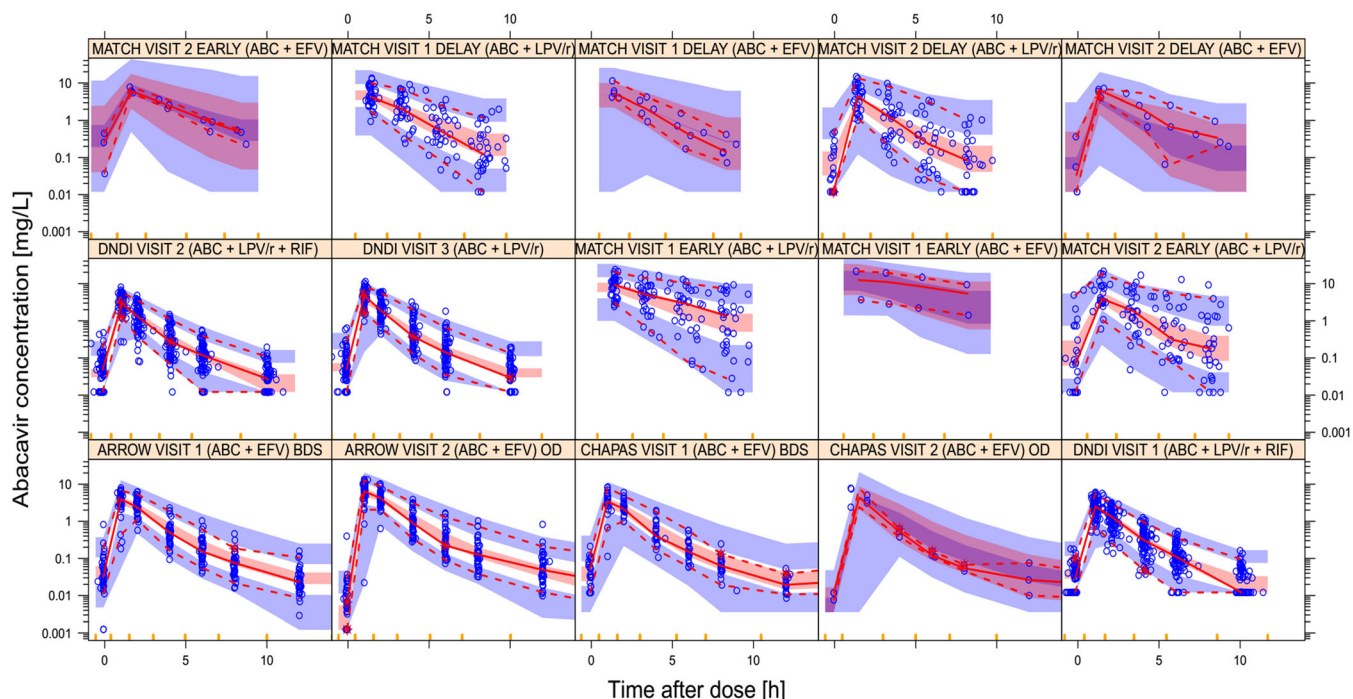 0 5 10 0 5 10
MATCH VISIT 2 EARLY (ABC + EFV) MATCH VISIT 1 DELAY (ABC + LPV/r) MATCH VISIT 1 DELAY (ABC + EFV) MATCH VISIT 2 DELAY (ABC + LPV/r) MATCH VISIT 2 DELAY (ABC + EFV)
10
1
0.1
0.01
0.001
DNDI VISIT 2 (ABC + LPV/r + RIF) DNDI VISIT 3 (ABC + LPV/r) MATCH VISIT 1 EARLY (ABC + LPV/r) MATCH VISIT 1 EARLY (ABC + EFV) MATCH VISIT 2 EARLY (ABC + LPV/r)
10
1
0.1
0.01
0.001
ARROW VISIT 1 (ABC + EFV) BDS ARROW VISIT 2 (ABC + EFV) OD CHAPAS VISIT 1 (ABC + EFV) BDS CHAPAS VISIT 2 (ABC + EFV) OD DNDI VISIT 1 (ABC + LPV/r + RIF)
10
1
0.1
0.01
0.001
0 5 10 0 5 10 0 5 10
Abacavir concentration [mg/L]
Time after dose [h]